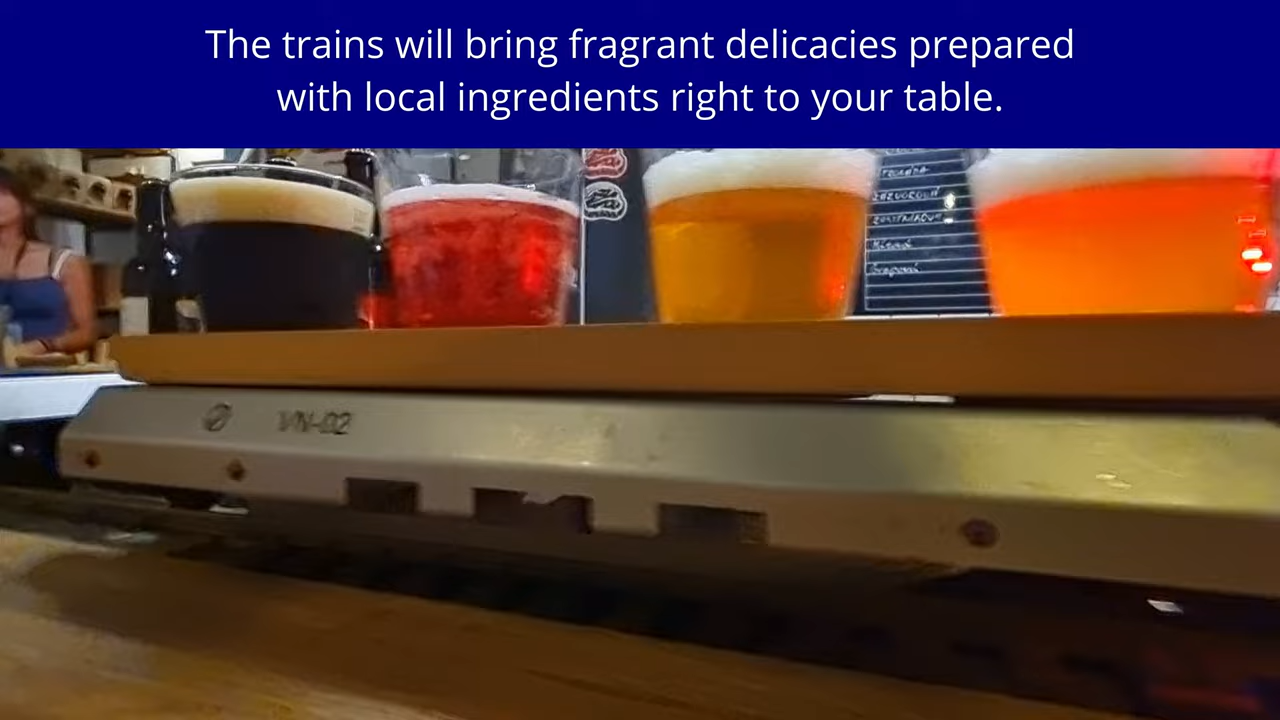 The trains will bring fragrant delicacies prepared
with local ingredients right to your table.
VN-02